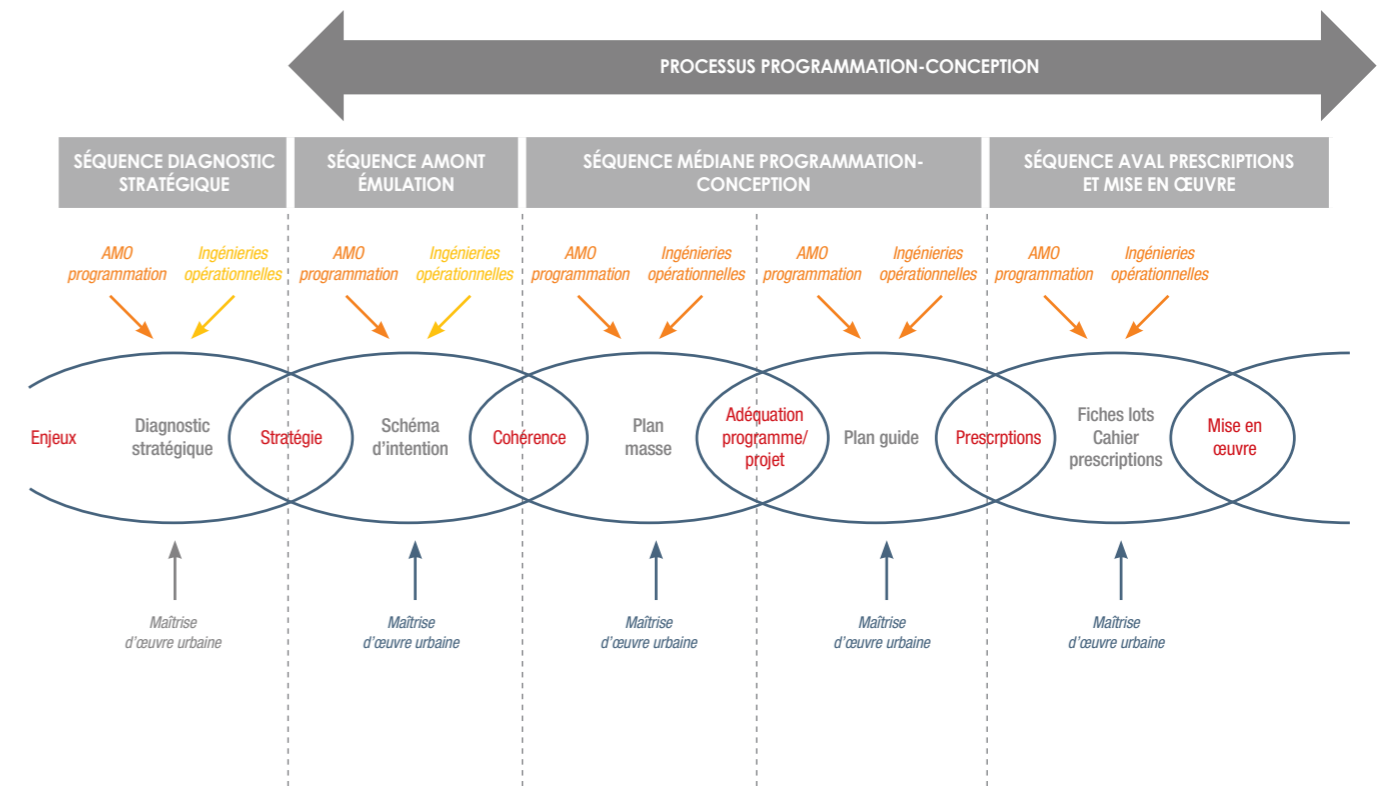 PROCESSUS PROGRAMMATION-CONCEPTION
SÉQUENCE DIAGNOSTIC
STRATÉGIQUE
SÉQUENCE AMONT
ÉMULATION
SÉQUENCE MÉDIANE PROGRAMMATION-
CONCEPTION
SÉQUENCE AVAL PRESCRIPTIONS
ET MISE EN ŒUVRE
AMO
programmation
Ingénieries
opérationnelles
AMO
programmation
Ingénieries
opérationnelles
AMO
programmation
Ingénieries
opérationnelles
AMO
programmation
Ingénieries
opérationnelles
AMO
programmation
Ingénieries
opérationnelles
Enjeux
Diagnostic
stratégique
Stratégie
Schéma
d'intention
Cohérence
Plan
masse
Adéquation
programme/
projet
Plan guide
Prescrptions
Fiches lots
Cahier
prescriptions
Mise en
œuvre
Maîtrise
d'œuvre urbaine
Maîtrise
d'œuvre urbaine
Maîtrise
d'œuvre urbaine
Maîtrise
d'œuvre urbaine
Maîtrise
d'œuvre urbaine